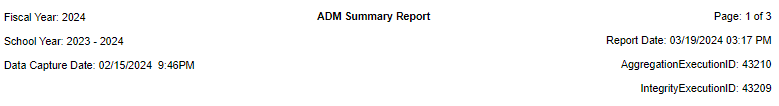 Fiscal Year: 2024 ADM Summary Report Page: 1 of 3
School Year: 2023 - 2024 Report Date: 03/19/2024 03:17 PM
Data Capture Date: 02/15/2024  9:46PM AggregationExecutionID: 43210
IntegrityExecutionID: 43209